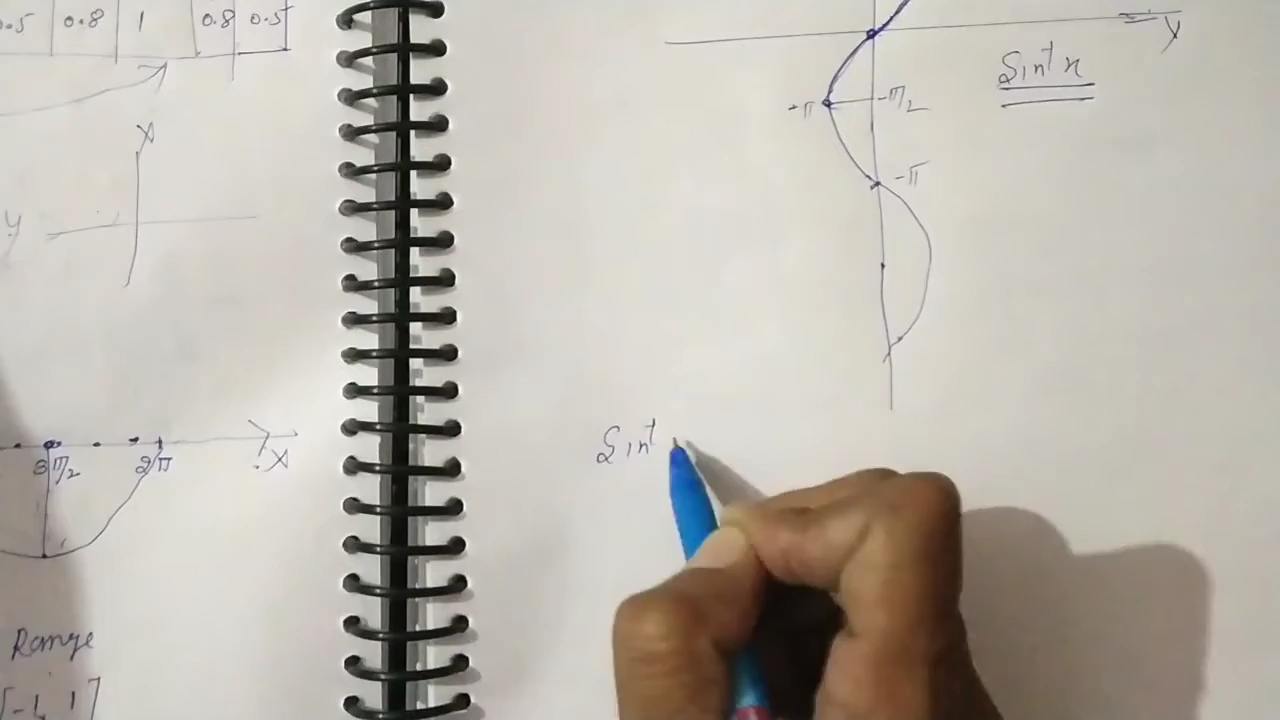 0.5 0.8 1 0.8 0.5
X
y
3π/2 2π X
Range
[-1, 1]
y
Sin⁻¹ x
-π -π/2
-π
Sin⁻¹